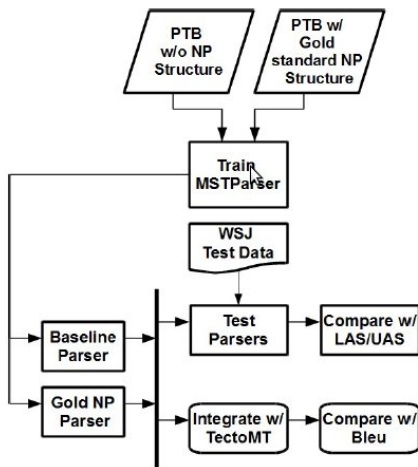 PTB
w/o NP
Structure
PTB w/
Gold
standard NP
Structure
Train
MSTParser
WSJ
Test Data
Baseline
Parser
Test
Parsers
Compare w/
LAS/UAS
Gold NP
Parser
Integrate w/
TectoMT
Compare w/
Bleu